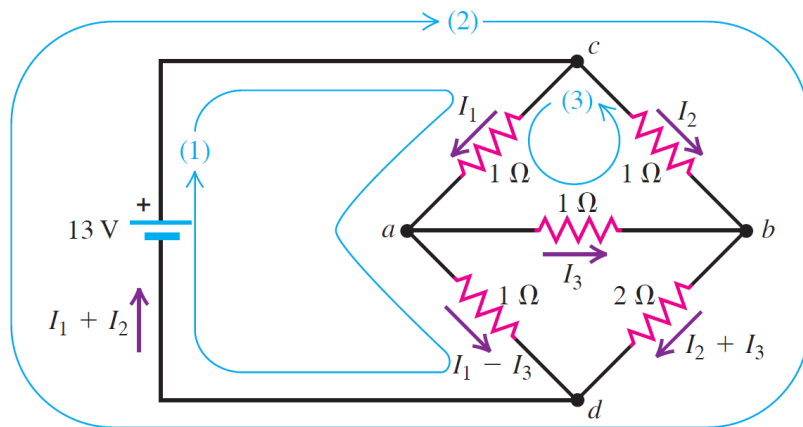 (2)
c
(3)
I₁
I₂
(1)
1 Ω
1 Ω
1 Ω
+
13 V
a
b
I₃
1 Ω
2 Ω
I₁ + I₂
I₁ − I₃
I₂ + I₃
d